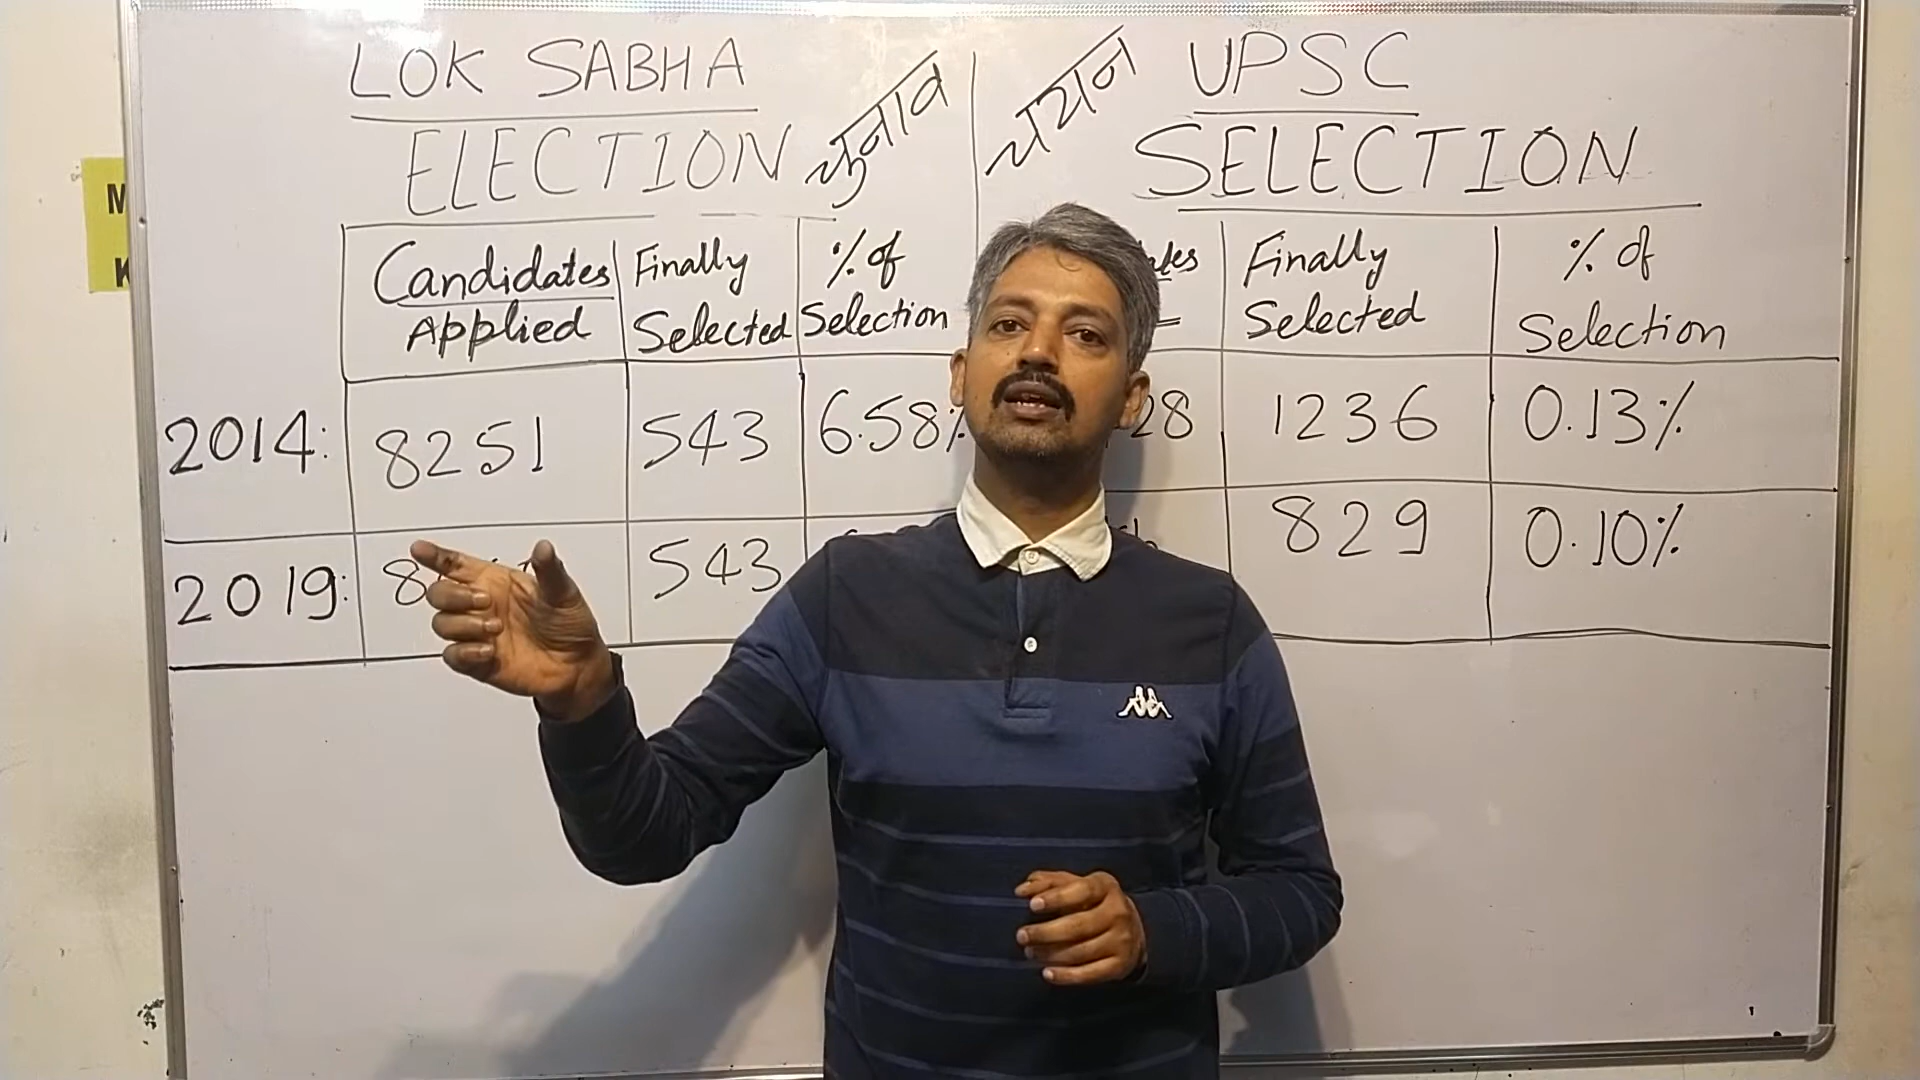 LOK SABHA
ELECTION चुनाव
चयन UPSC
SELECTION
Candidates Applied Finally Selected % of Selection
2014: 8251 543 6.58%
2019: 543
Finally Selected % of Selection
1236 0.13%
829 0.10%
M
K